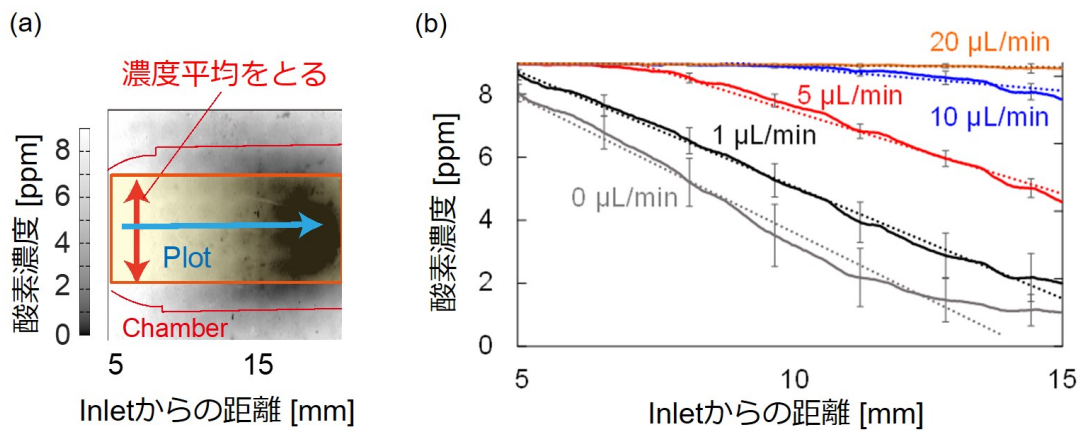 (a)
濃度平均をとる
酸素濃度 [ppm]
8
6
4
2
0
Plot
Chamber
5
15
Inletからの距離 [mm]
(b)
酸素濃度 [ppm]
8
6
4
2
0
20 µL/min
10 µL/min
5 µL/min
1 µL/min
0 µL/min
5
10
15
Inletからの距離 [mm]